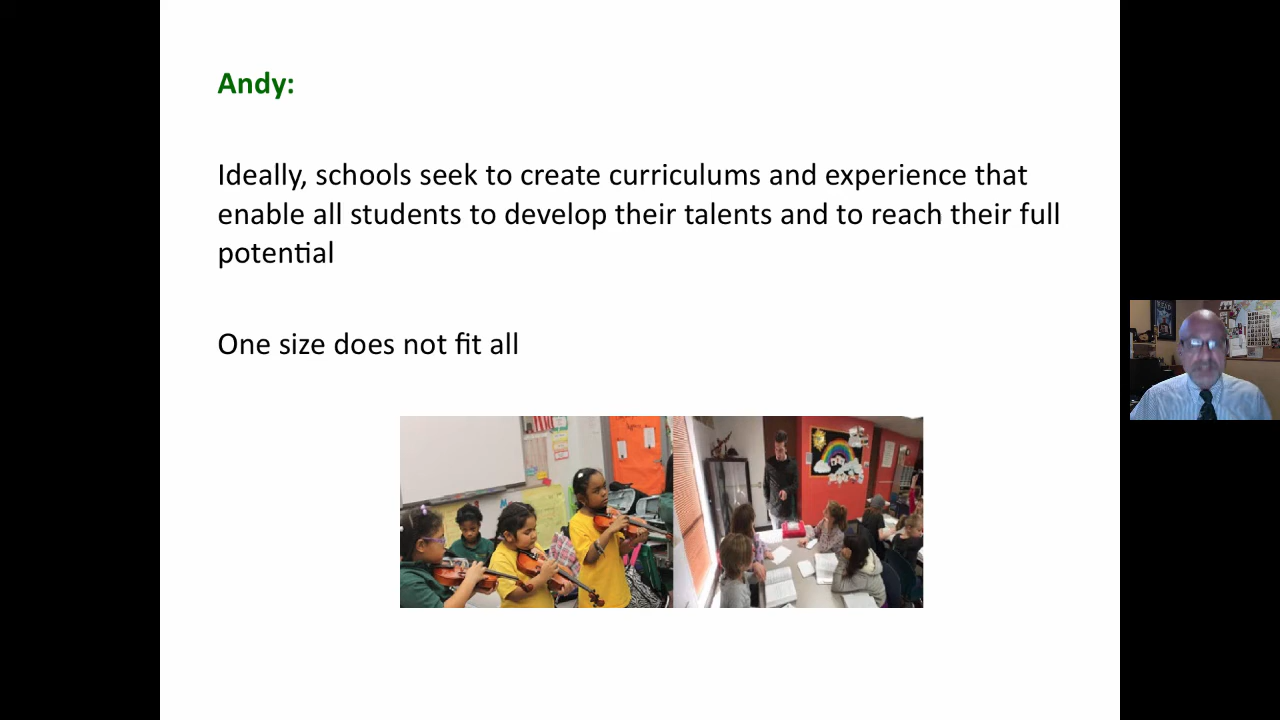 Andy:
Ideally, schools seek to create curriculums and experience that
enable all students to develop their talents and to reach their full
potential
One size does not fit all
READ